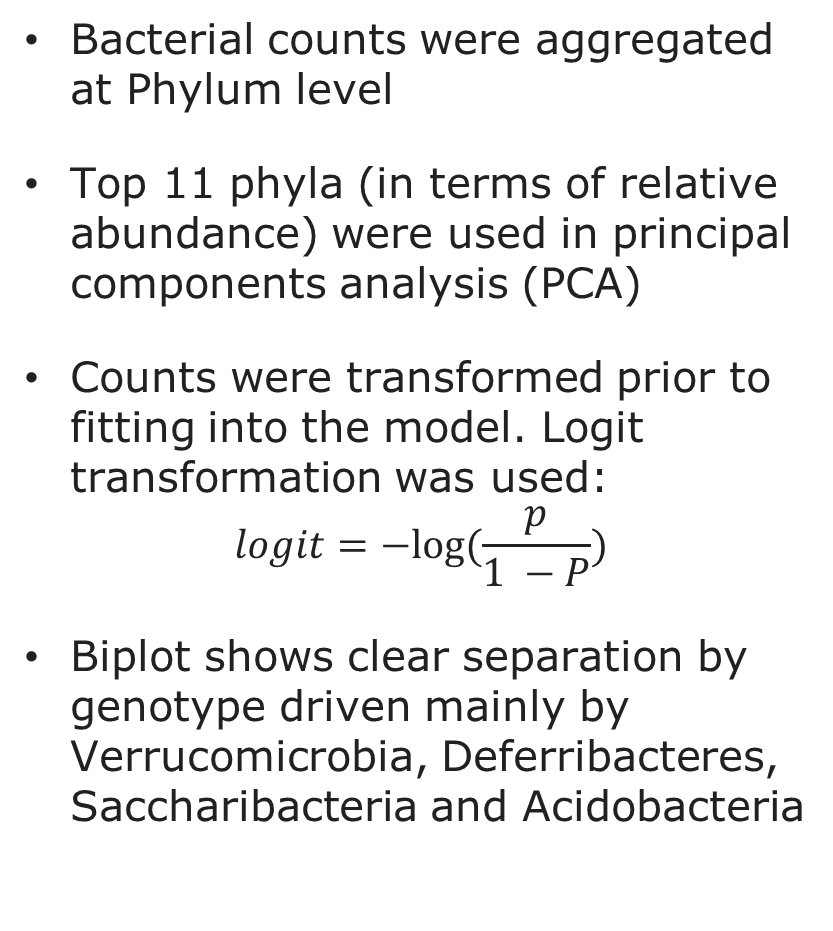 • Bacterial counts were aggregated
at Phylum level
• Top 11 phyla (in terms of relative
abundance) were used in principal
components analysis (PCA)
• Counts were transformed prior to
fitting into the model. Logit
transformation was used:
logit = −log(p / 1 − P)
• Biplot shows clear separation by
genotype driven mainly by
Verrucomicrobia, Deferribacteres,
Saccharibacteria and Acidobacteria